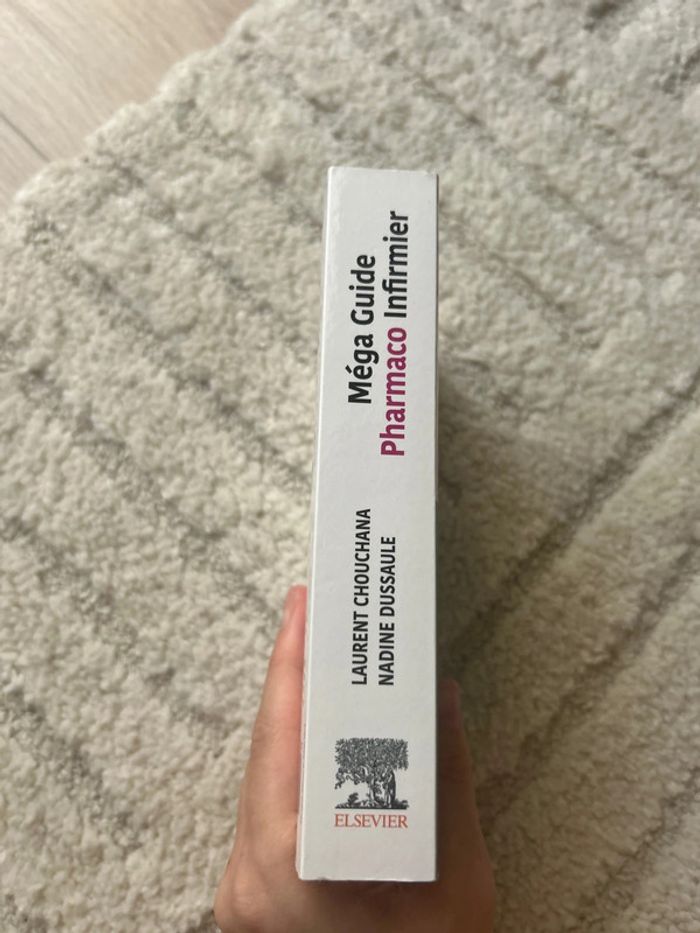 Méga Guide
Pharmaco Infirmier
LAURENT CHOUCHANA
NADINE DUSSAULE
ELSEVIER